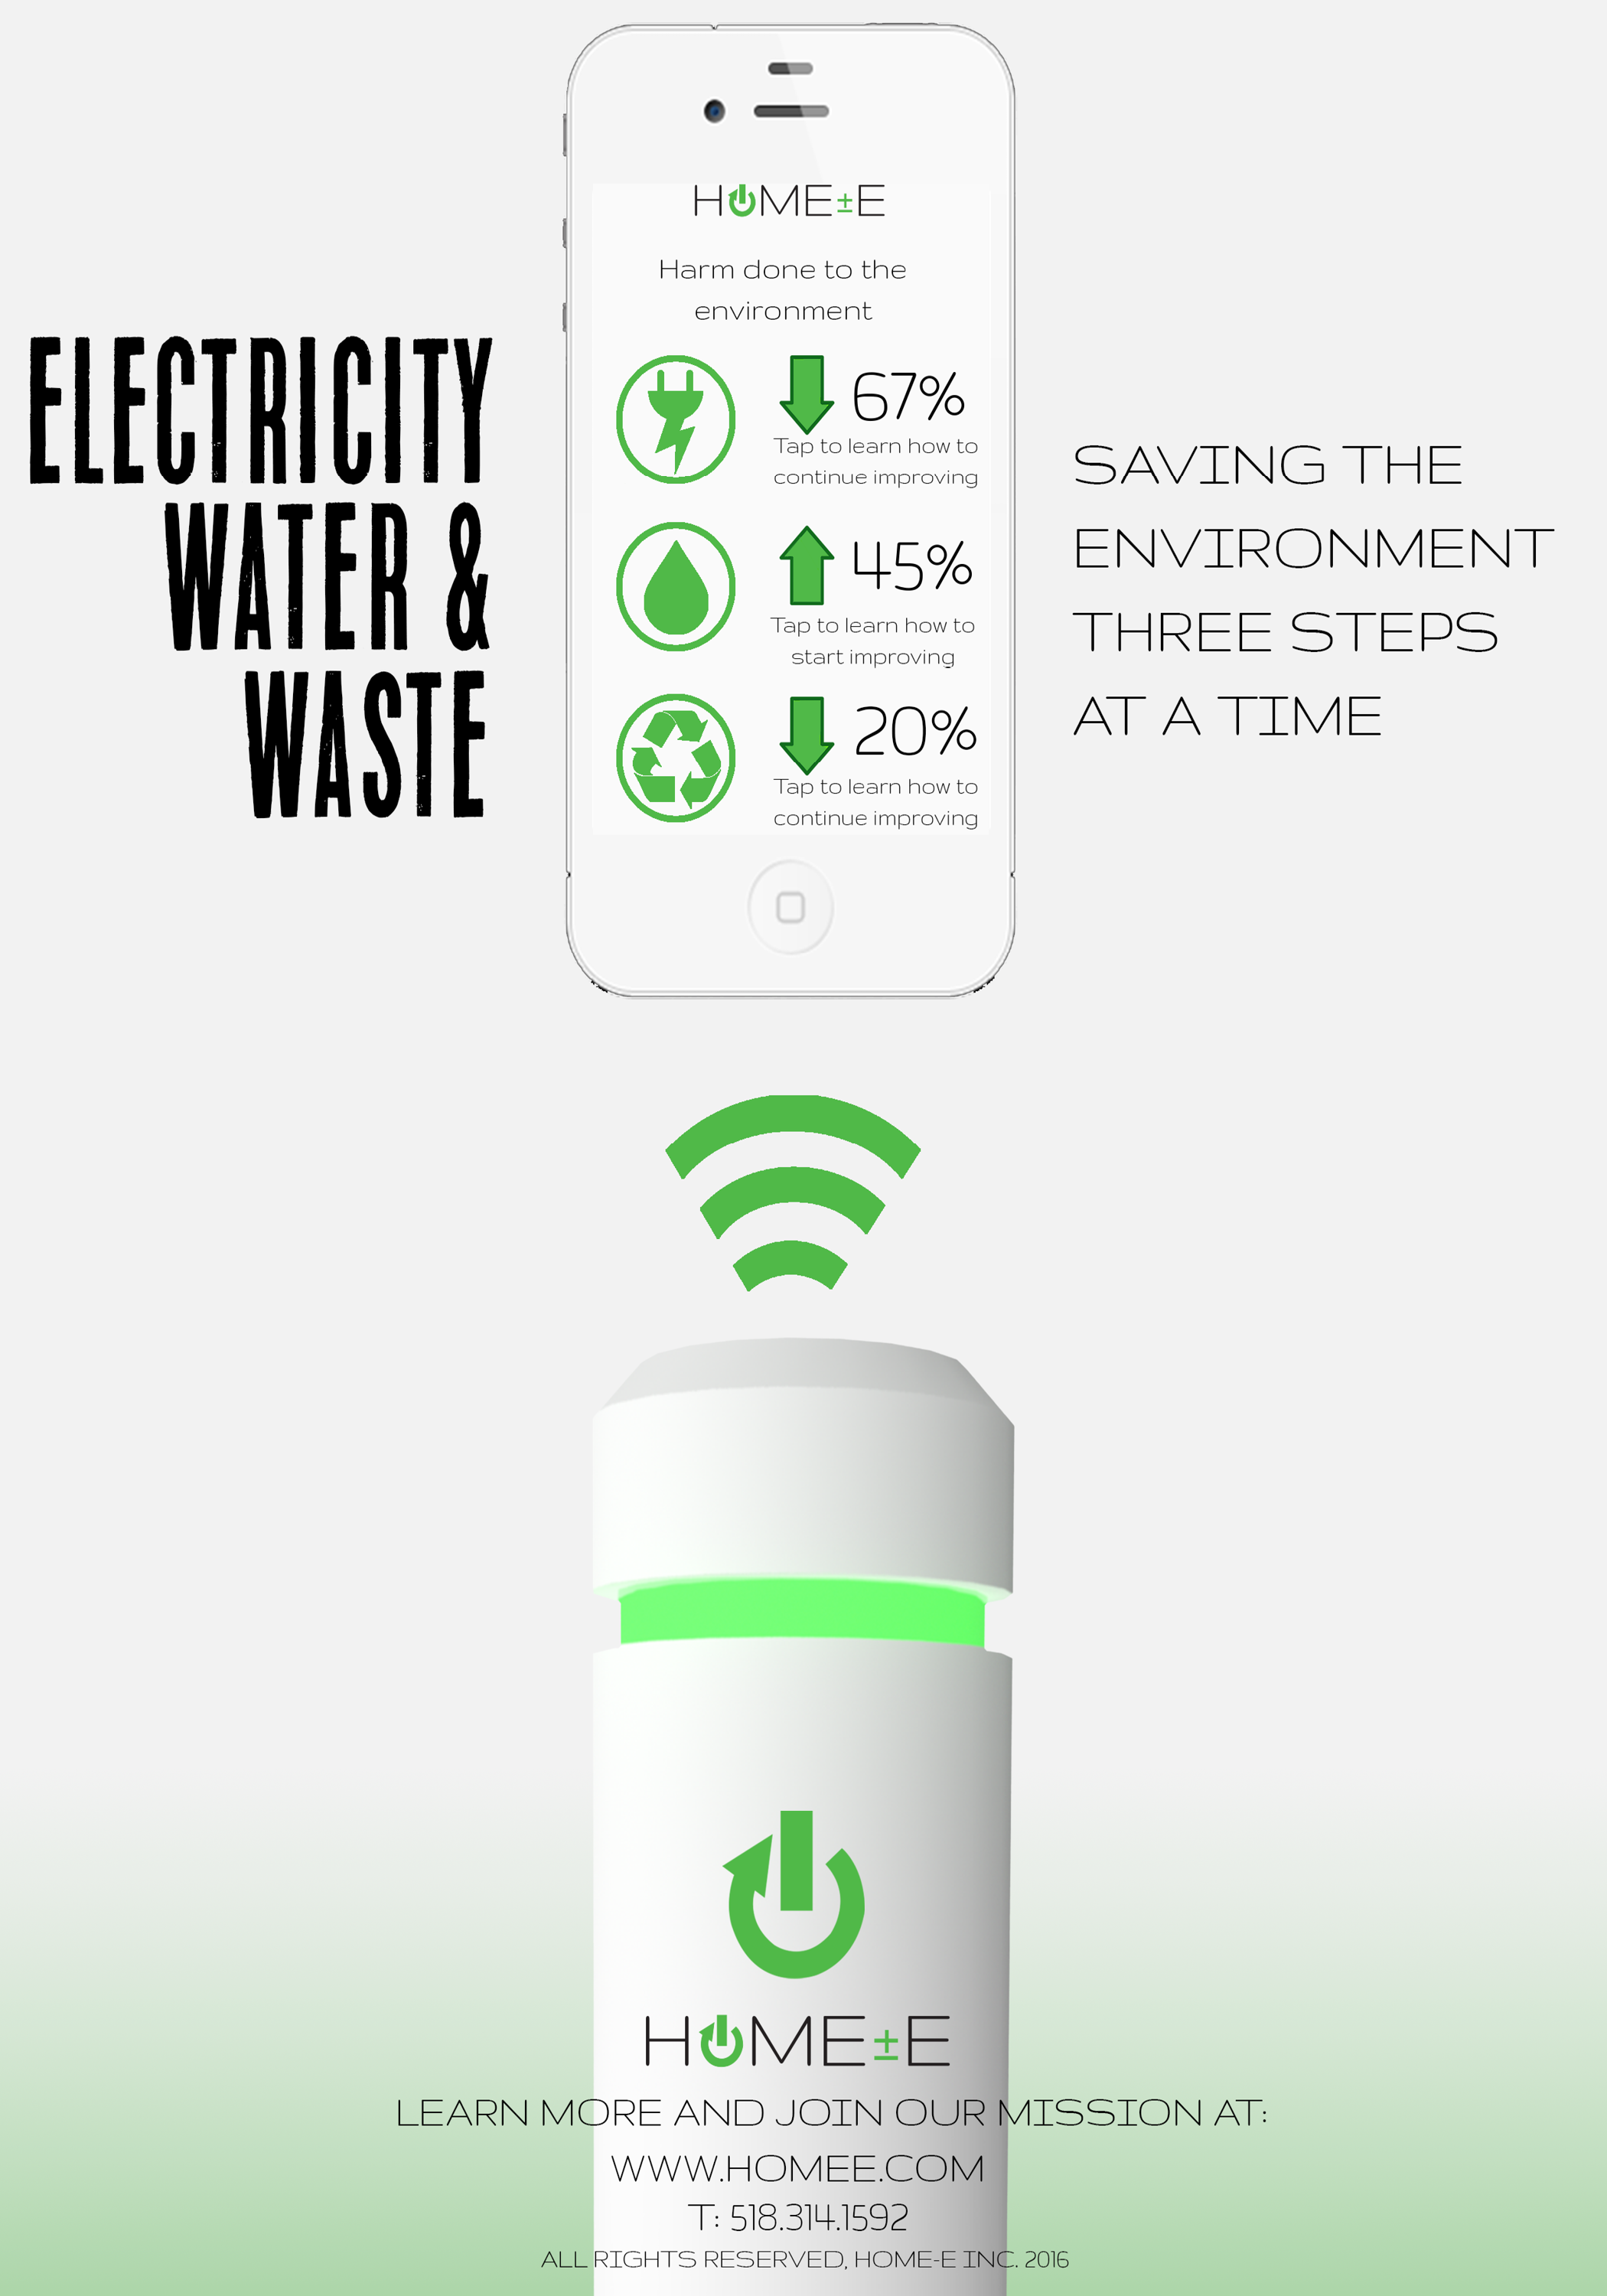 HOME±E
Harm done to the
environment
67%
Tap to learn how to
continue improving
45%
Tap to learn how to
start improving
20%
Tap to learn how to
continue improving
ELECTRICITY
WATER &
WASTE
SAVING THE
ENVIRONMENT
THREE STEPS
AT A TIME
HOME±E
LEARN MORE AND JOIN OUR MISSION AT:
WWW.HOMEE.COM
T: 518.314.1592
ALL RIGHTS RESERVED, HOME-E INC. 2016